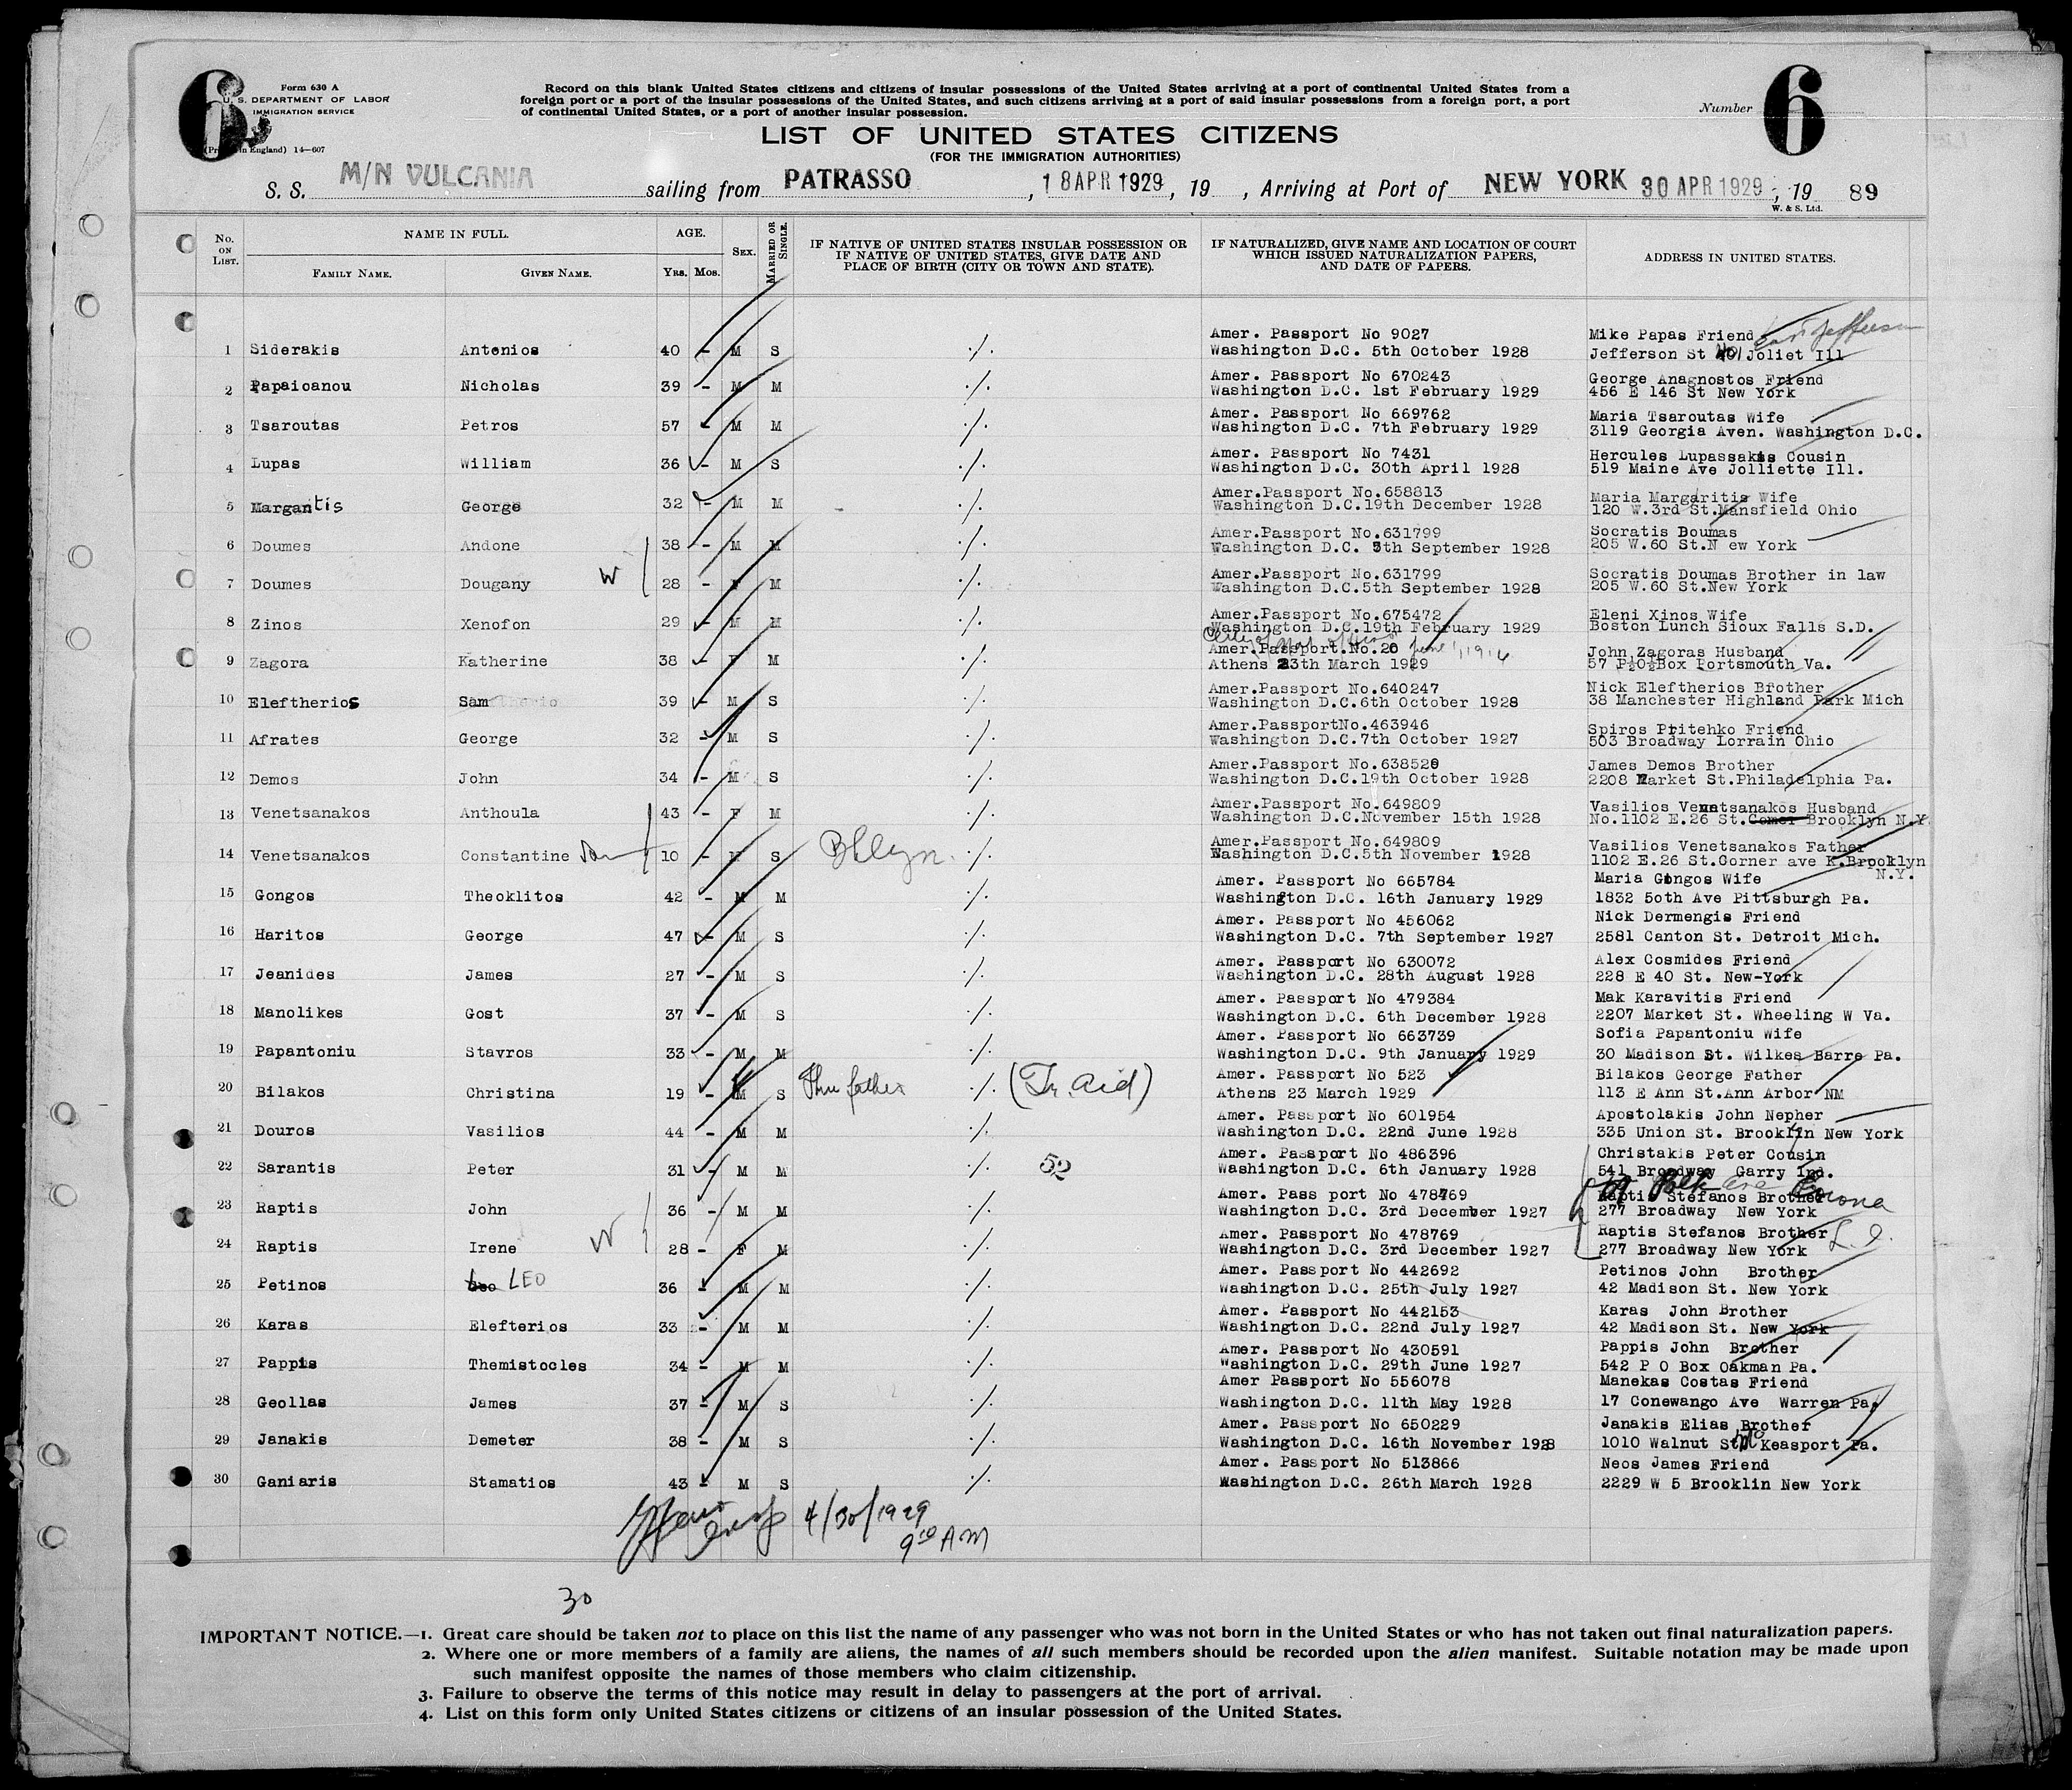 6
Form 630 A
U. S. DEPARTMENT OF LABOR
IMMIGRATION SERVICE
(Printed in England) 14—607
Record on this blank United States citizens and citizens of insular possessions of the United States arriving at a port of continental United States from a
foreign port or a port of the insular possessions of the United States, and such citizens arriving at a port of said insular possessions from a foreign port, a port
of continental United States, or a port of another insular possession.
Number 6
LIST OF UNITED STATES CITIZENS
(FOR THE IMMIGRATION AUTHORITIES)
S. S. M/N VULCANIA sailing from PATRASSO, 18 APR 1929, 19 , Arriving at Port of NEW YORK 30 APR 1929, 19 89
W. & S. Ltd.
No. ON LIST. NAME IN FULL. AGE. SEX. MARRIED OR SINGLE. IF NATIVE OF UNITED STATES INSULAR POSSESSION OR IF NATIVE OF UNITED STATES, GIVE DATE AND PLACE OF BIRTH (CITY OR TOWN AND STATE). IF NATURALIZED, GIVE NAME AND LOCATION OF COURT WHICH ISSUED NATURALIZATION PAPERS, AND DATE OF PAPERS. ADDRESS IN UNITED STATES.
FAMILY NAME. GIVEN NAME. YRS. MOS.
Amer. Passport No 9027 Mike Papas Friend East Jefferson
1 Siderakis Antonios 40 - M S ./. Washington D.C. 5th October 1928 Jefferson St 401 Joliet Ill
Amer. Passport No 670243 George Anagnostos Friend
2 Papaioanou Nicholas 39 - M M ./. Washington D.C. 1st February 1929 456 E 146 St New York
Amer. Passport No 669762 Maria Tsaroutas Wife
3 Tsaroutas Petros 57 - M M ./. Washington D.C. 7th February 1929 3119 Georgia Aven. Washington D.C.
Amer. Passport No 7431 Hercules Lupassakis Cousin
4 Lupas William 36 - M S ./. Washington D.C. 30th April 1928 519 Maine Ave Jolliette Ill.
Amer.Passport No.658813 Maria Margaritis Wife
5 Margantis George 32 - M M ./. Washington D.C.19th December 1928 120 W.3rd St.Mansfield Ohio
Amer.Passport No.631799 Socratis Doumas
6 Doumes Andone 38 - M M ./. Washington D.C. 5th September 1928 205 W.60 St.N ew York
Amer.Passport No.631799 Socratis Doumas Brother in law
7 Doumes Dougany W 28 - F M ./. Washington D.C.5th September 1928 205 W.60 St.New York
Amer.Passport No.675472 Eleni Xinos Wife
8 Zinos Xenofon 29 - M M ./. Washington D.C.19th February 1929 Boston Lunch Sioux Falls S.D.
Amer.Passport.No.20 June 1, 1916 John Zagoras Husband
9 Zagora Katherine 38 - F M ./. Athens 23th March 1929 57 P½O½Box Portsmouth Va.
Amer.Passport No.640247 Nick Eleftherios Brother
10 Eleftherios Sam 39 - M S ./. Washington D.C.6th October 1928 38 Manchester Highland Park Mich
Amer.PassportNo.463946 Spiros Pritehko Friend
11 Afrates George 32 - M S ./. Washington D.C.7th October 1927 503 Broadway Lorrain Ohio
Amer.Passport No.638520 James Demos Brother
12 Demos John 34 - M S ./. Washington D.C.19th October 1928 2208 Market St.Philadelphia Pa.
Amer.Passport No.649809 Vasilios Venetsanakos Husband
13 Venetsanakos Anthoula 43 - F M ./. Washington D.C.November 15th 1928 No.1102 E.26 St.Corner Brooklyn N.Y.
Amer.Passport No.649809 Vasilios Venetsanakos Father
14 Venetsanakos Constantine Son 10 - M S Bklyn. ./. Washington D.C.5th November 1928 1102 E.26 St.Corner ave K.Brooklyn
N.Y.
Amer. Passport No 665784 Maria Gongos Wife
15 Gongos Theoklitos 42 - M M ./. Washington D.C. 16th January 1929 1832 5oth Ave Pittsburgh Pa.
Amer. Passport No 456062 Nick Dermengis Friend
16 Haritos George 47 - M S ./. Washington D.C. 7th September 1927 2581 Canton St. Detroit Mich.
Amer. Passport No 630072 Alex Cosmides Friend
17 Jeanides James 27 - M S ./. Washington D.C. 28th August 1928 228 E 40 St. New-York
Amer. Passport No 479384 Mak Karavitis Friend
18 Manolikes Gost 37 - M S ./. Washington D.C. 6th December 1928 2207 Market St. Wheeling W Va.
Amer. Passport No 663739 Sofia Papantoniu Wife
19 Papantoniu Stavros 33 - M M ./. Washington D.C. 9th January 1929 30 Madison St. Wilkes Barre Pa.
Amer. Passport No 523 Bilakos George Father
20 Bilakos Christina 19 - M S Thru father ./. (Tr. Aid) Athens 23 March 1929 113 E Ann St.Ann Arbor NM
Amer. Passport No 601954 Apostolakis John Nepher
21 Douros Vasilios 44 - M M ./. Washington D.C. 22nd June 1928 335 Union St. Brooklin New York
Amer. Passport No 486396 Christakis Peter Cousin
22 Sarantis Peter 31 - M M ./. 52 Washington D.C. 6th January 1928 541 Broadway Garry Ind.
Amer. Pass port No 478769 Raptis Stefanos Brother Corona
23 Raptis John 36 - M M ./. Washington D.C. 3rd December 1927 277 Broadway New York
Amer. Passport No 478769 Raptis Stefanos Brother L. I.
24 Raptis Irene W 28 - F M ./. Washington D.C. 3rd December 1927 277 Broadway New York
Amer. Passport No 442692 Petinos John Brother
25 Petinos LEO 36 - M M ./. Washington D.C. 25th July 1927 42 Madison St. New York
Amer. Passport No 442153 Karas John Brother
26 Karas Elefterios 33 - M M ./. Washington D.C. 22nd July 1927 42 Madison St. New York
Amer. Passport No 430591 Pappis John Brother
27 Pappis Themistocles 34 - M M ./. Washington D.C. 29th June 1927 542 P O Box Oakman Pa.
Amer Passport No 556078 Manekas Costas Friend
28 Geollas James 37 - M S ./. Washington D.C. 11th May 1928 17 Conewango Ave Warren Pa.
Amer. Passport No 650229 Janakis Elias Brother
29 Janakis Demeter 38 - M S ./. Washington D.C. 16th November 1928 1010 Walnut St Mc Keasport Pa.
Amer. Passport No 513866 Neos James Friend
30 Ganiaris Stamatios 43 - M S ./. Washington D.C. 26th March 1928 2229 W 5 Brooklin New York
4/30/1929
9:00 A.M
30
IMPORTANT NOTICE.—1. Great care should be taken not to place on this list the name of any passenger who was not born in the United States or who has not taken out final naturalization papers.
2. Where one or more members of a family are aliens, the names of all such members should be recorded upon the alien manifest. Suitable notation may be made upon
such manifest opposite the names of those members who claim citizenship.
3. Failure to observe the terms of this notice may result in delay to passengers at the port of arrival.
4. List on this form only United States citizens or citizens of an insular possession of the United States.